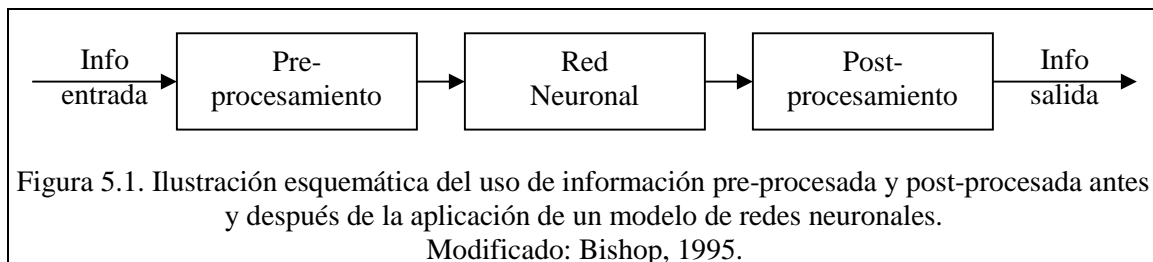 Info
entrada
Pre-
procesamiento
Red
Neuronal
Post-
procesamiento
Info
salida
Figura 5.1. Ilustración esquemática del uso de información pre-procesada y post-procesada antes
y después de la aplicación de un modelo de redes neuronales.
Modificado: Bishop, 1995.